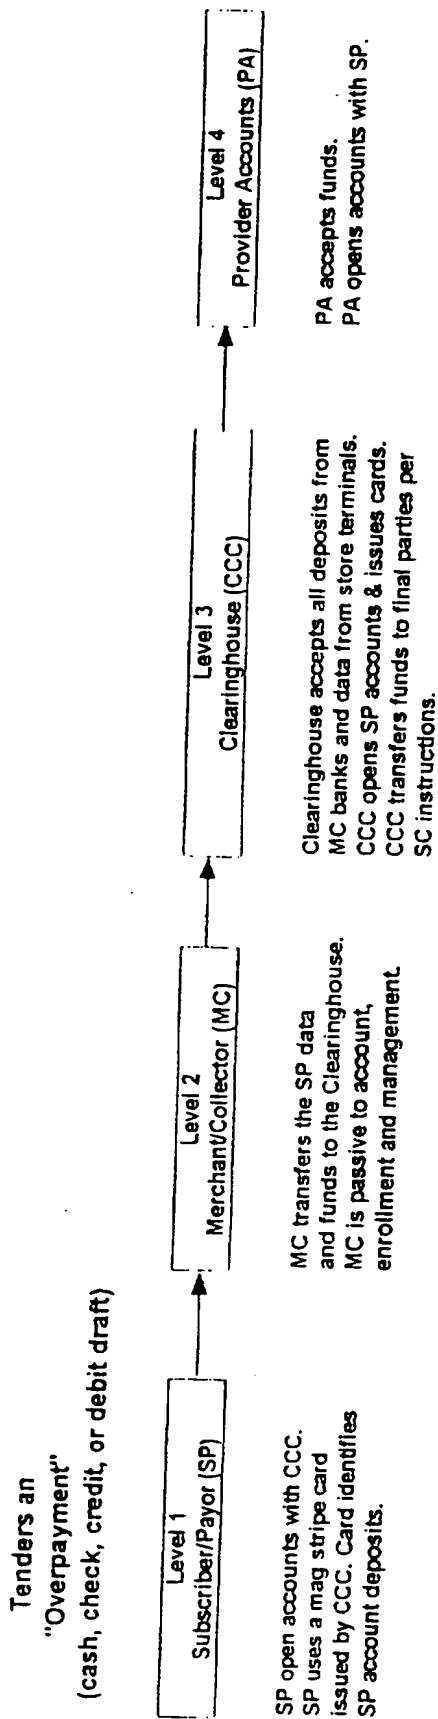 Tenders an
"Overpayment"
(cash, check, credit, or debit draft)
Level 1
Subscriber/Payor (SP)
SP open accounts with CCC.
SP uses a mag stripe card
issued by CCC. Card identifies
SP account deposits.
Level 2
Merchant/Collector (MC)
MC transfers the SP data
and funds to the Clearinghouse.
MC is passive to account,
enrollment and management.
Level 3
Clearinghouse (CCC)
Clearinghouse accepts all deposits from
MC banks and data from store terminals.
CCC opens SP accounts & issues cards.
CCC transfers funds to final parties per
SC instructions.
Level 4
Provider Accounts (PA)
PA accepts funds.
PA opens accounts with SP.